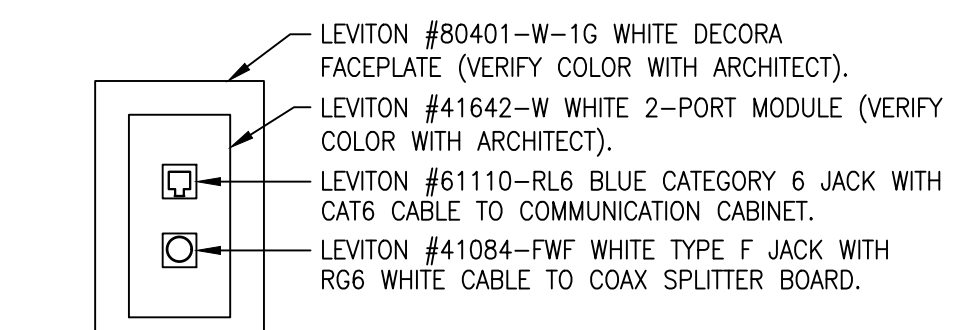 LEVITON #80401-W-1G WHITE DECORA
FACEPLATE (VERIFY COLOR WITH ARCHITECT).
LEVITON #41642-W WHITE 2-PORT MODULE (VERIFY
COLOR WITH ARCHITECT).
LEVITON #61110-RL6 BLUE CATEGORY 6 JACK WITH
CAT6 CABLE TO COMMUNICATION CABINET.
LEVITON #41084-FWF WHITE TYPE F JACK WITH
RG6 WHITE CABLE TO COAX SPLITTER BOARD.